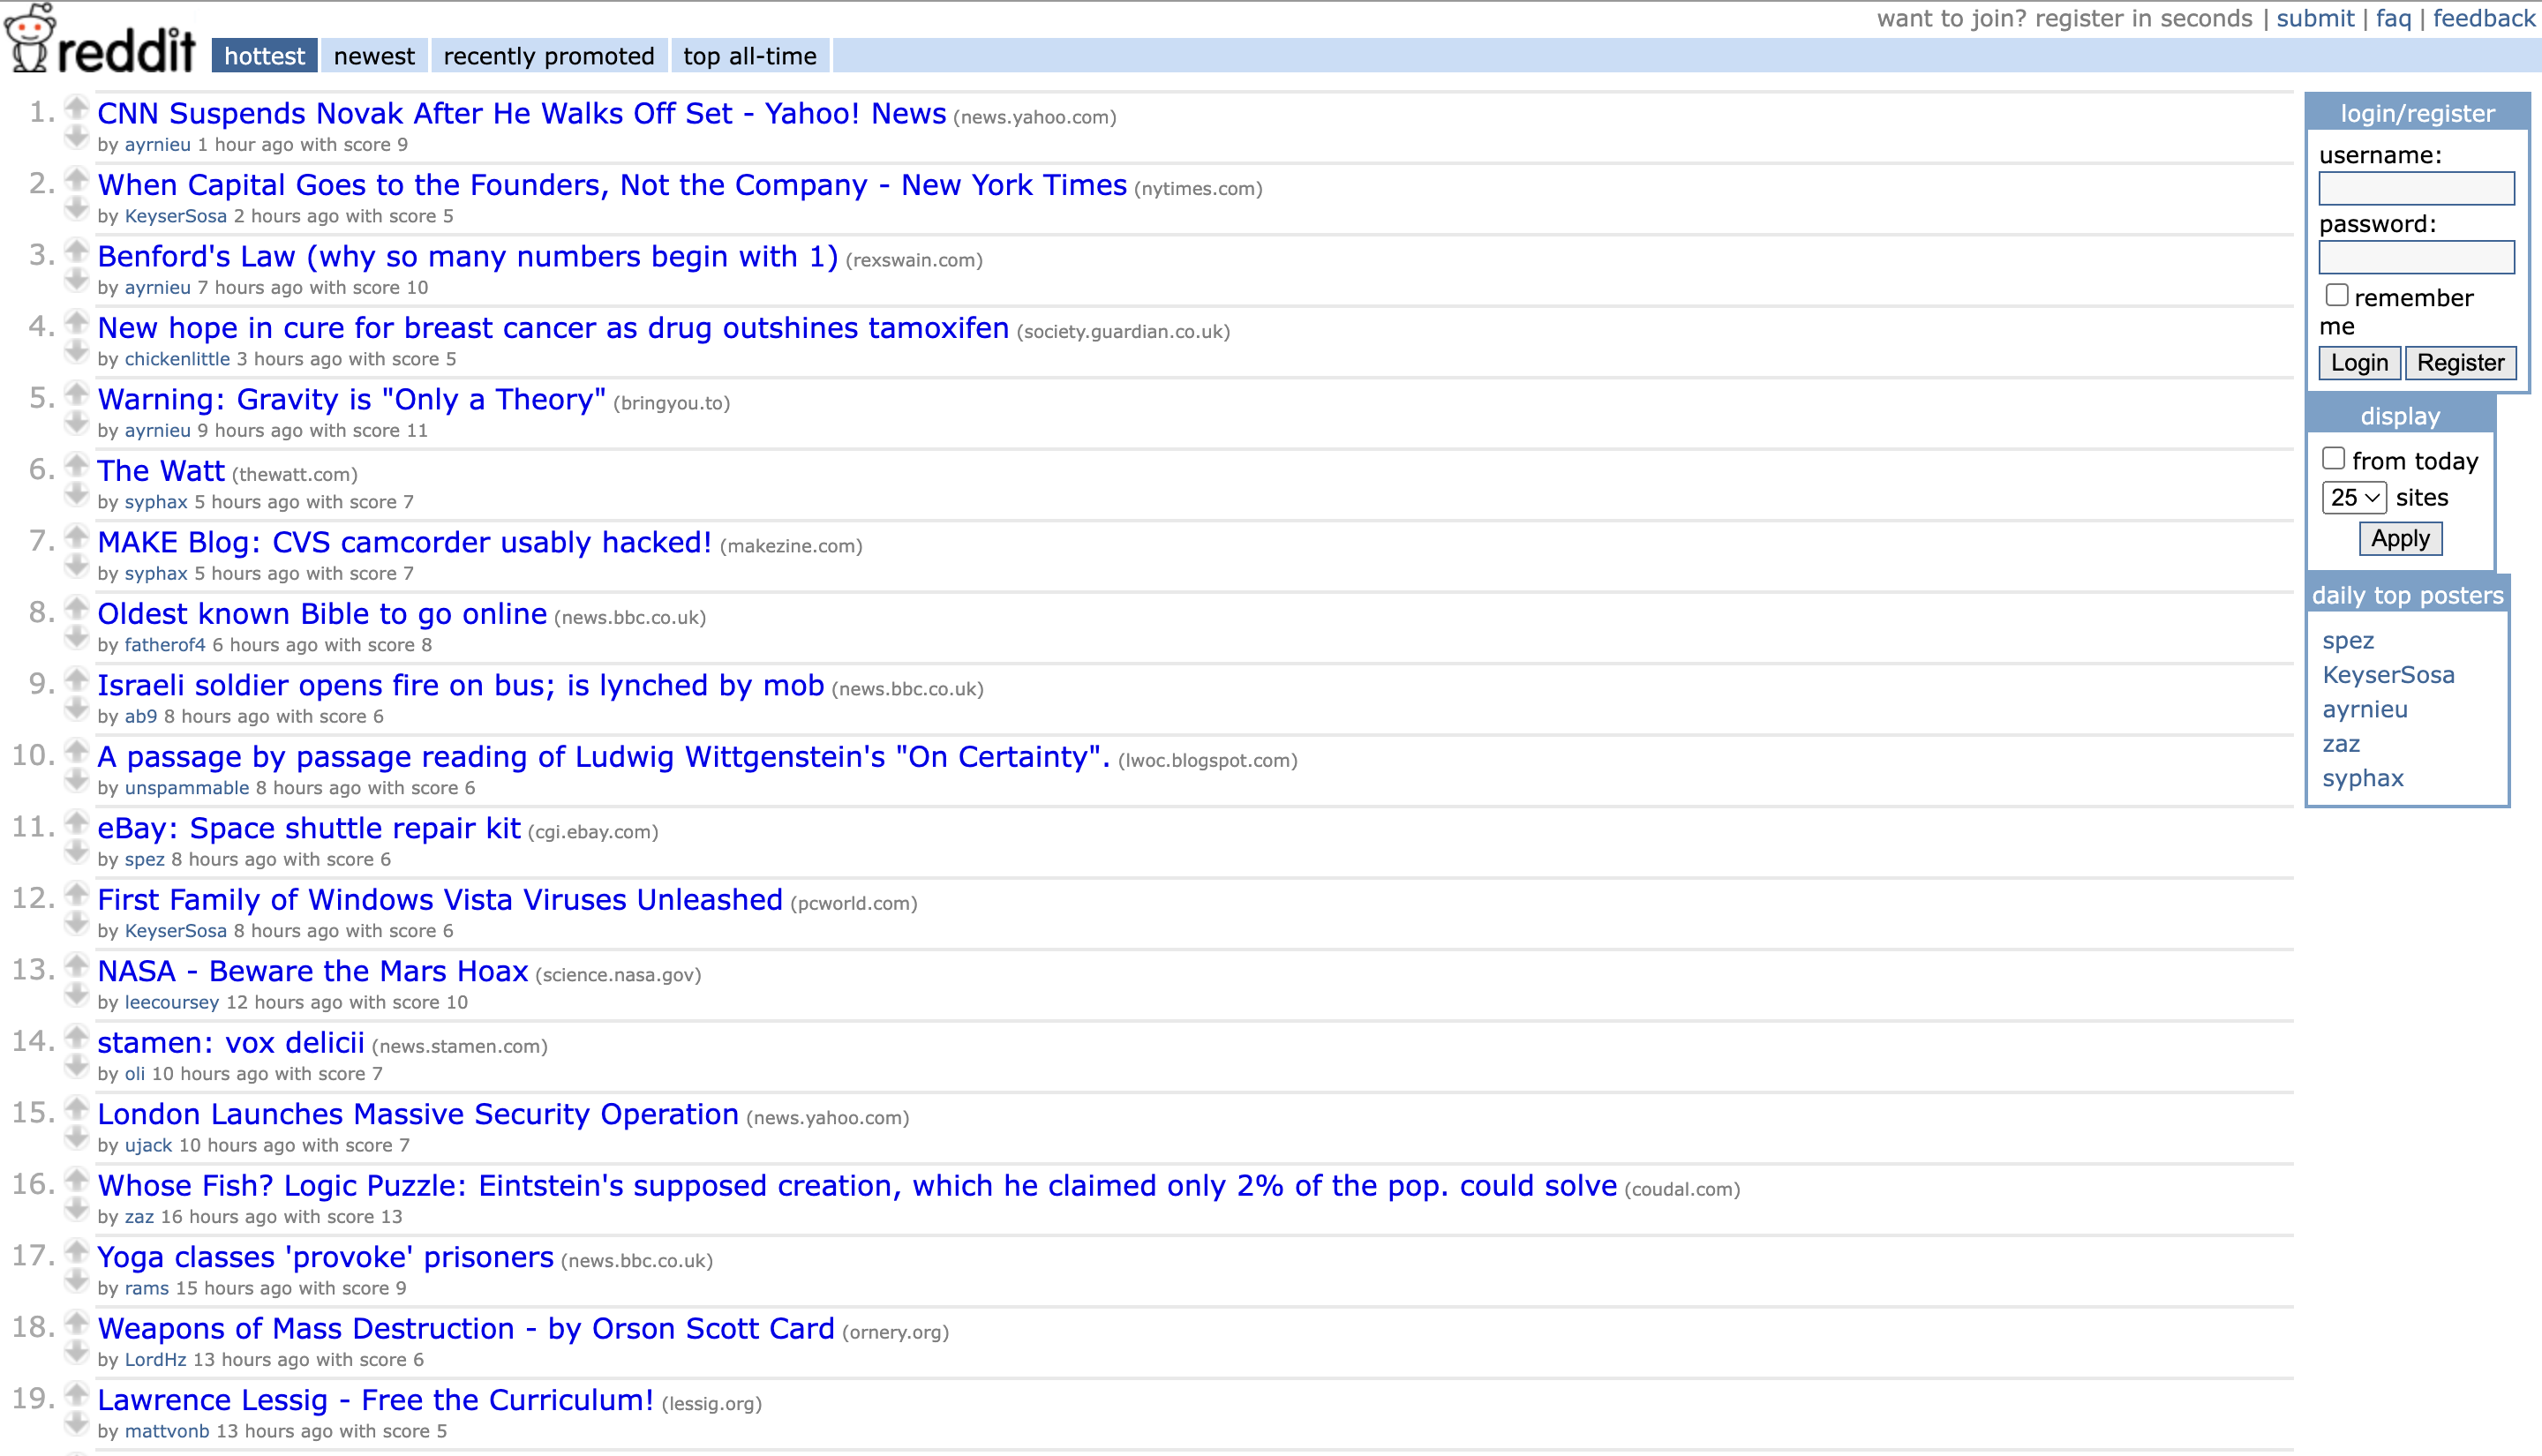 want to join? register in seconds | submit | faq | feedback
reddit hottest newest recently promoted top all-time
1. CNN Suspends Novak After He Walks Off Set - Yahoo! News (news.yahoo.com)
by ayrnieu 1 hour ago with score 9
2. When Capital Goes to the Founders, Not the Company - New York Times (nytimes.com)
by KeyserSosa 2 hours ago with score 5
3. Benford's Law (why so many numbers begin with 1) (rexswain.com)
by ayrnieu 7 hours ago with score 10
4. New hope in cure for breast cancer as drug outshines tamoxifen (society.guardian.co.uk)
by chickenlittle 3 hours ago with score 5
5. Warning: Gravity is "Only a Theory" (bringyou.to)
by ayrnieu 9 hours ago with score 11
6. The Watt (thewatt.com)
by syphax 5 hours ago with score 7
7. MAKE Blog: CVS camcorder usably hacked! (makezine.com)
by syphax 5 hours ago with score 7
8. Oldest known Bible to go online (news.bbc.co.uk)
by fatherof4 6 hours ago with score 8
9. Israeli soldier opens fire on bus; is lynched by mob (news.bbc.co.uk)
by ab9 8 hours ago with score 6
10. A passage by passage reading of Ludwig Wittgenstein's "On Certainty". (lwoc.blogspot.com)
by unspammable 8 hours ago with score 6
11. eBay: Space shuttle repair kit (cgi.ebay.com)
by spez 8 hours ago with score 6
12. First Family of Windows Vista Viruses Unleashed (pcworld.com)
by KeyserSosa 8 hours ago with score 6
13. NASA - Beware the Mars Hoax (science.nasa.gov)
by leecoursey 12 hours ago with score 10
14. stamen: vox delicii (news.stamen.com)
by oli 10 hours ago with score 7
15. London Launches Massive Security Operation (news.yahoo.com)
by ujack 10 hours ago with score 7
16. Whose Fish? Logic Puzzle: Eintstein's supposed creation, which he claimed only 2% of the pop. could solve (coudal.com)
by zaz 16 hours ago with score 13
17. Yoga classes 'provoke' prisoners (news.bbc.co.uk)
by rams 15 hours ago with score 9
18. Weapons of Mass Destruction - by Orson Scott Card (ornery.org)
by LordHz 13 hours ago with score 6
19. Lawrence Lessig - Free the Curriculum! (lessig.org)
by mattvonb 13 hours ago with score 5
login/register
username:
password:
remember
me
Login Register
display
from today
25 sites
Apply
daily top posters
spez
KeyserSosa
ayrnieu
zaz
syphax